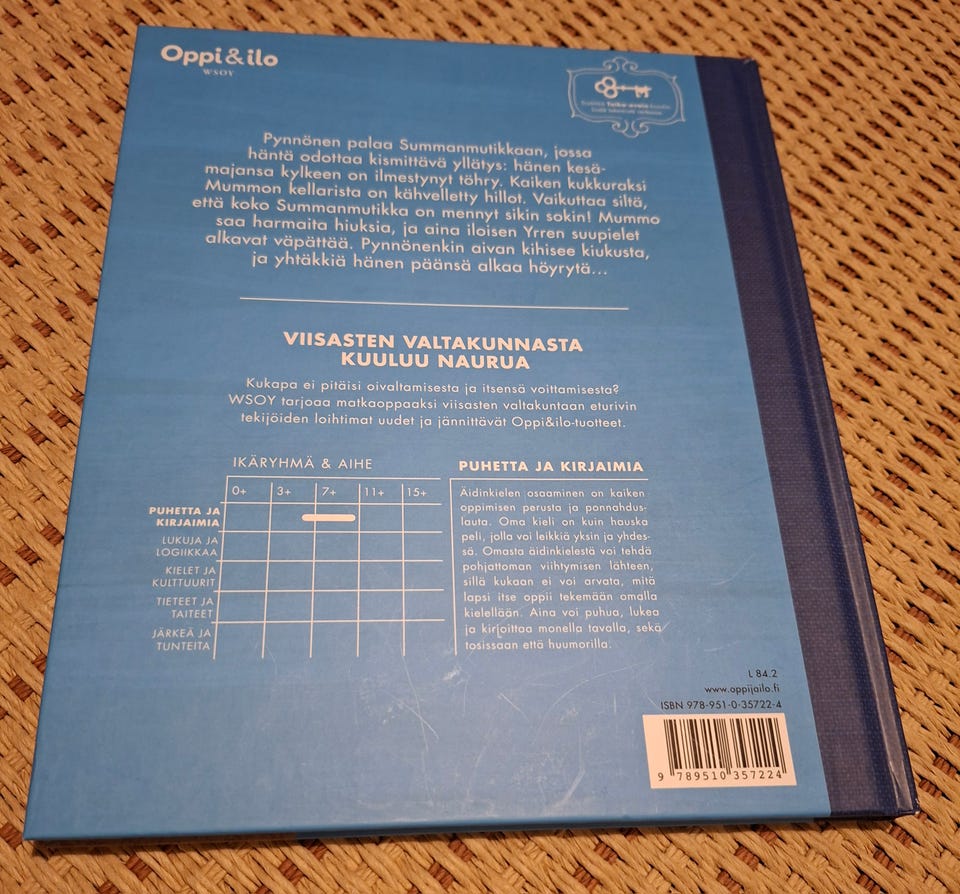 Oppi&ilo
WSOY
Pynnönen palaa Summanmutikkaan, jossa
häntä odottaa kismittävä yllätys: hänen kesä-
majansa kylkeen on ilmestynyt töhry. Kaiken kukkuraksi
Mummon kellarista on kähvelletty hillot. Vaikuttaa siltä,
että koko Summanmutikka on mennyt sikin sokin! Mummo
saa harmaita hiuksia, ja aina iloisen Yrren suupielet
alkavat väpättää. Pynnönenkin aivan kihisee kiukusta,
ja yhtäkkiä hänen päänsä alkaa höyrytä...
VIISASTEN VALTAKUNNASTA
KUULUU NAURUA
Kukapa ei pitäisi oivaltamisesta ja itsensä voittamisesta?
WSOY tarjoaa matkaoppaaksi viisasten valtakuntaan eturivin
tekijöiden loihtimat uudet ja jännittävät Oppi&ilo-tuotteet.
IKÄRYHMÄ & AIHE
0+ 3+ 7+ 11+ 15+
PUHETTA JA
KIRJAIMIA
LUKUJA JA
LOGIIKKAA
KIELET JA
KULTTUURIT
TIETEET JA
TAITEET
JÄRKEÄ JA
TUNTEITA
PUHETTA JA KIRJAIMIA
Äidinkielen osaaminen on kaiken
oppimisen perusta ja ponnahdus-
lauta. Oma kieli on kuin hauska
peli, jolla voi leikkiä yksin ja yhdes-
sä. Omasta äidinkielestä voi tehdä
pohjattoman viihtymisen lähteen,
sillä kukaan ei voi arvata, mitä
lapsi itse oppii tekemään omalla
kielellään. Aina voi puhua, lukea
ja kirjoittaa monella tavalla, sekä
tosissaan että huumorilla.
L 84.2
www.oppijailo.fi
ISBN 978-951-0-35722-4
9 789510 357224